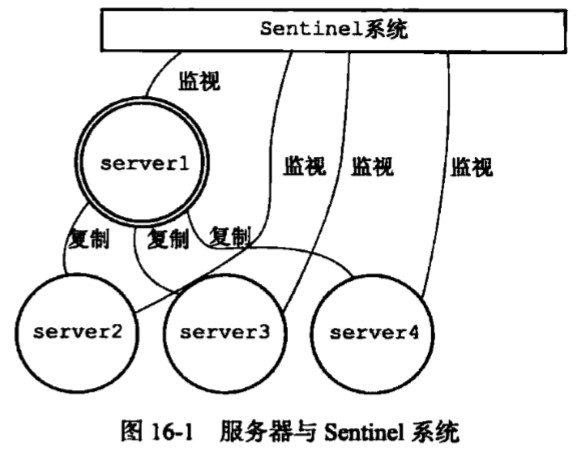 Sentinel系统
监视
server1
监视 监视 监视
复制 复制 复制
server2 server3 server4
图 16-1 服务器与 Sentinel 系统